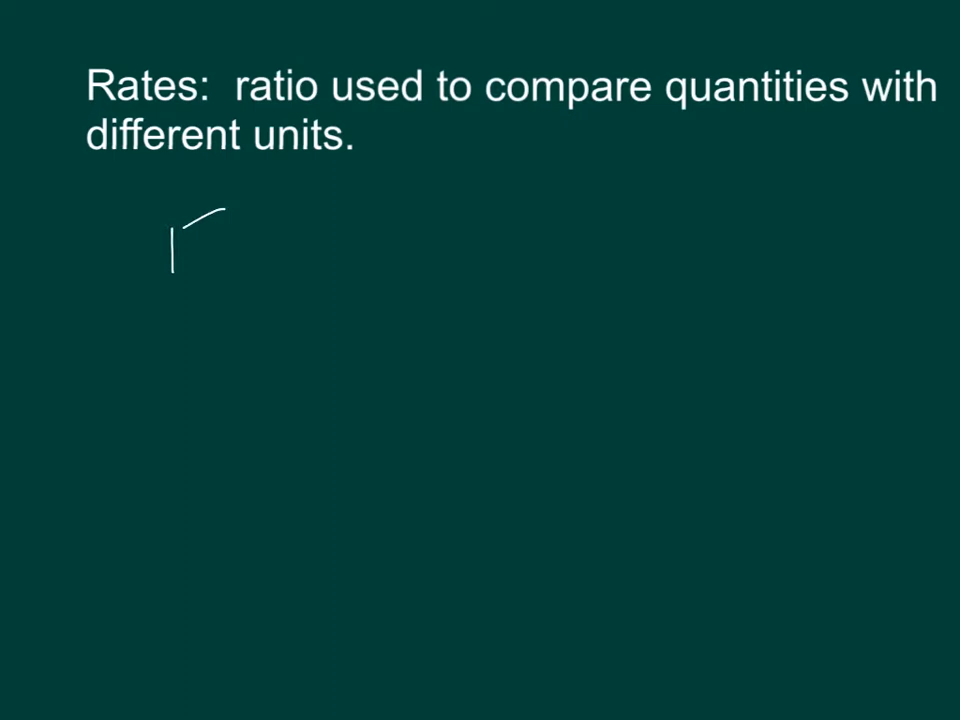 Rates:  ratio used to compare quantities with
different units.